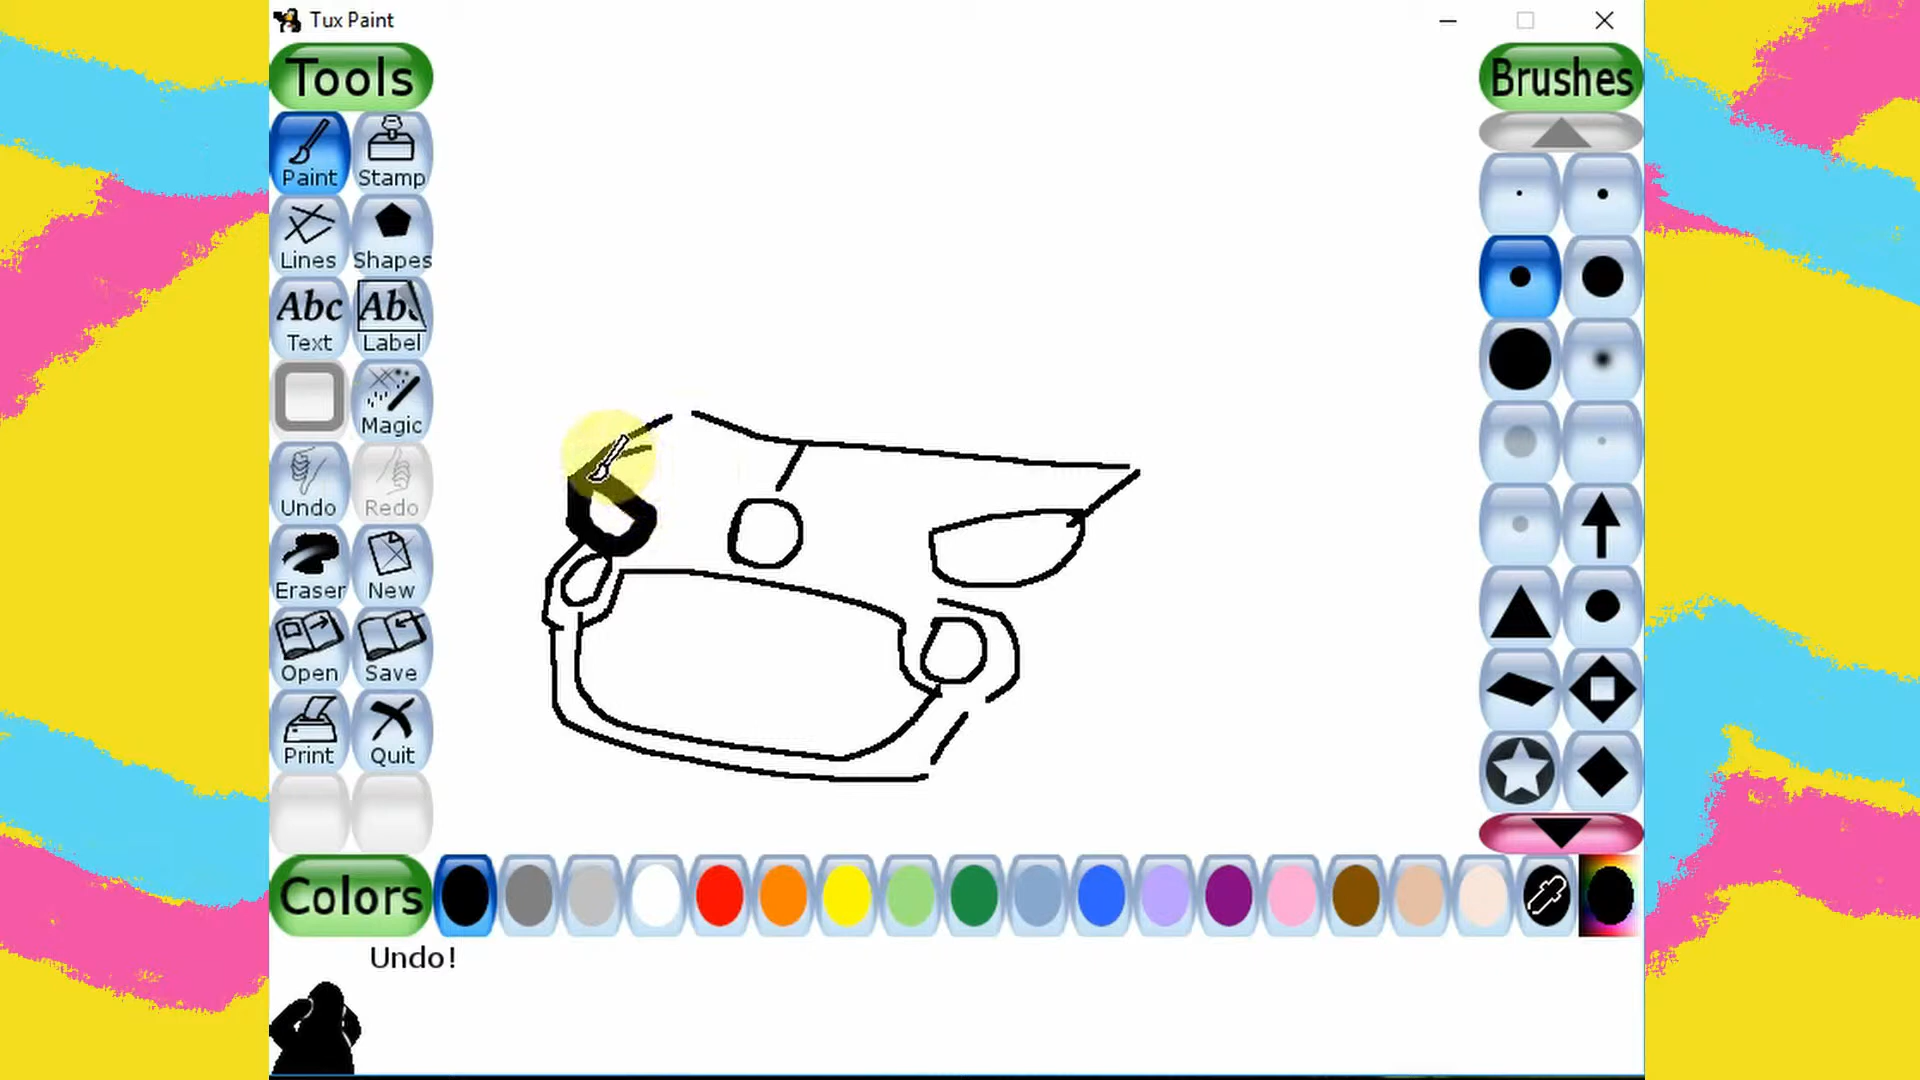 Tux Paint
Tools
Brushes
Paint
Stamp
Lines
Shapes
Abc
Text
Abc
Label
Magic
Undo
Redo
Eraser
New
Open
Save
Print
Quit
Colors
Undo!